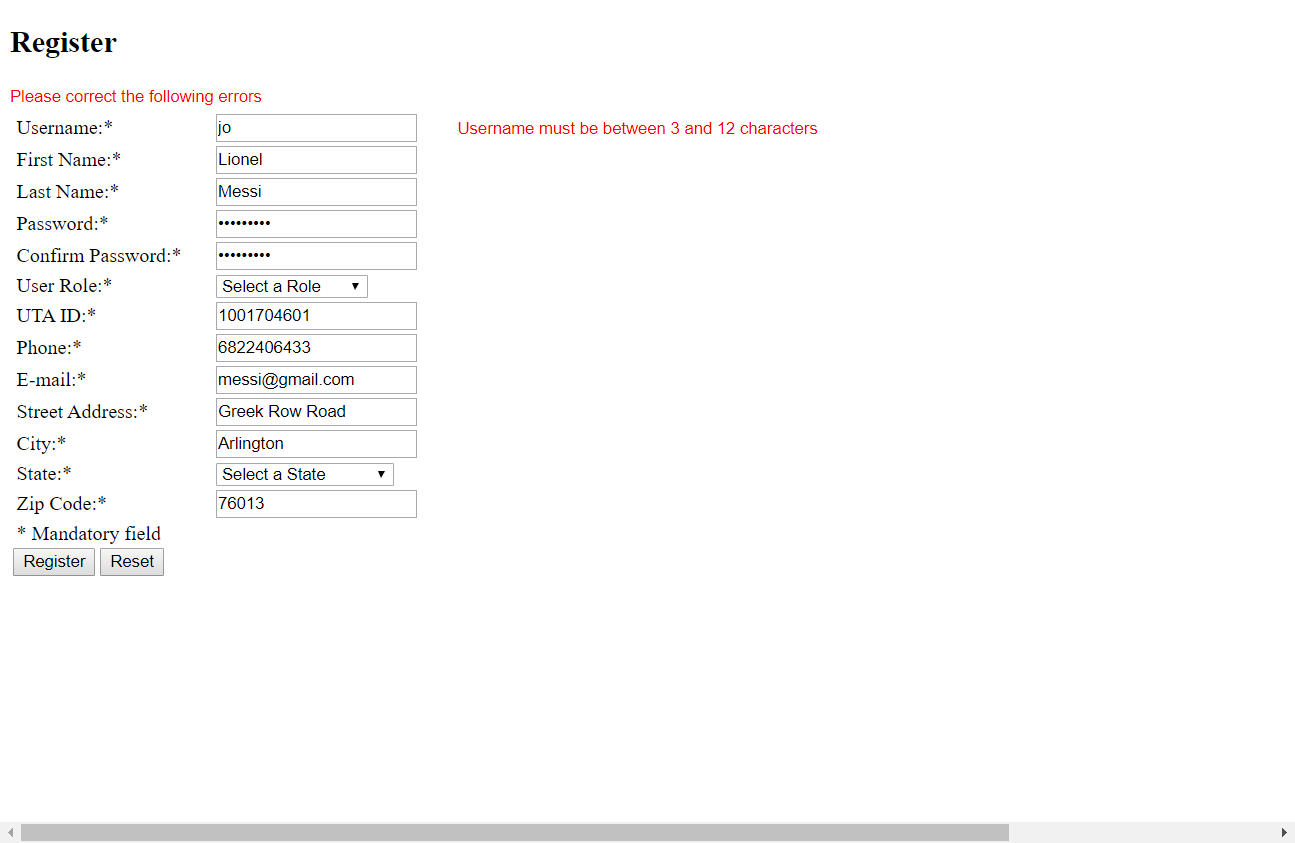 Register
Please correct the following errors
Username:* jo Username must be between 3 and 12 characters
First Name:* Lionel
Last Name:* Messi
Password:* •••••••••
Confirm Password:* •••••••••
User Role:* Select a Role
UTA ID:* 1001704601
Phone:* 6822406433
E-mail:* messi@gmail.com
Street Address:* Greek Row Road
City:* Arlington
State:* Select a State
Zip Code:* 76013
* Mandatory field
Register Reset